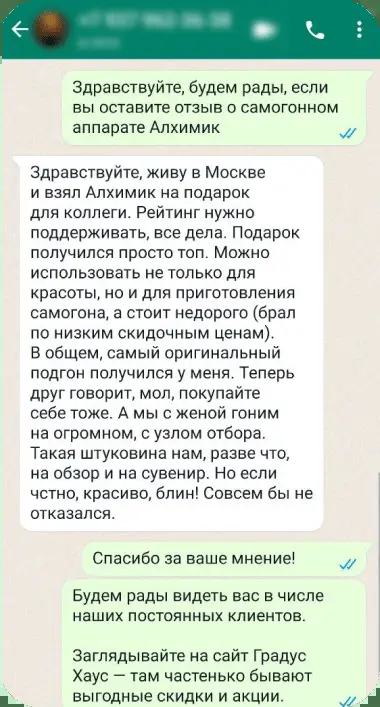 Здравствуйте, будем рады, если
вы оставите отзыв о самогонном
аппарате Алхимик
Здравствуйте, живу в Москве
и взял Алхимик на подарок
для коллеги. Рейтинг нужно
поддерживать, все дела. Подарок
получился просто топ. Можно
использовать не только для
красоты, но и для приготовления
самогона, а стоит недорого (брал
по низким скидочным ценам).
В общем, самый оригинальный
подгон получился у меня. Теперь
друг говорит, мол, покупайте
себе тоже. А мы с женой гоним
на огромном, с узлом отбора.
Такая штуковина нам, разве что,
на обзор и на сувенир. Но если
чстно, красиво, блин! Совсем бы не
отказался.
Спасибо за ваше мнение!
Будем рады видеть вас в числе
наших постоянных клиентов.
Заглядывайте на сайт Градус
Хаус — там частенько бывают
выгодные скидки и акции.